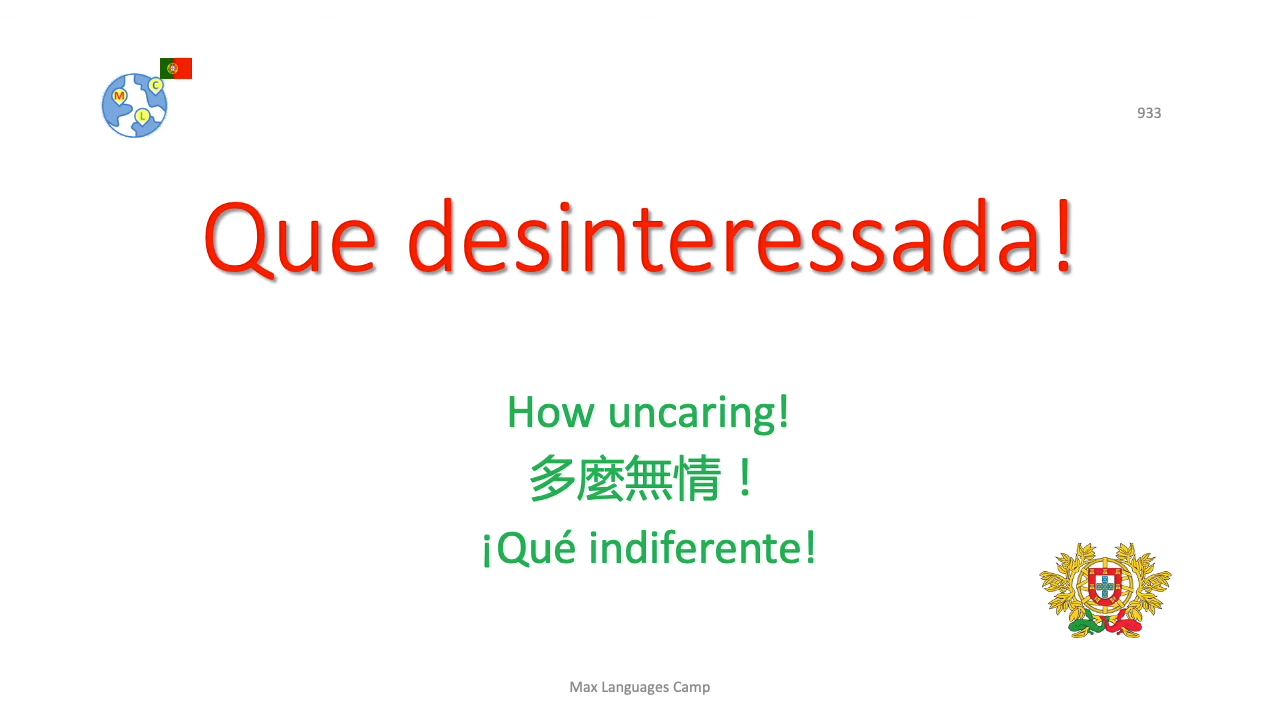 C
M
L
933
Que desinteressada!
How uncaring!
多麼無情！
¡Qué indiferente!
Max Languages Camp